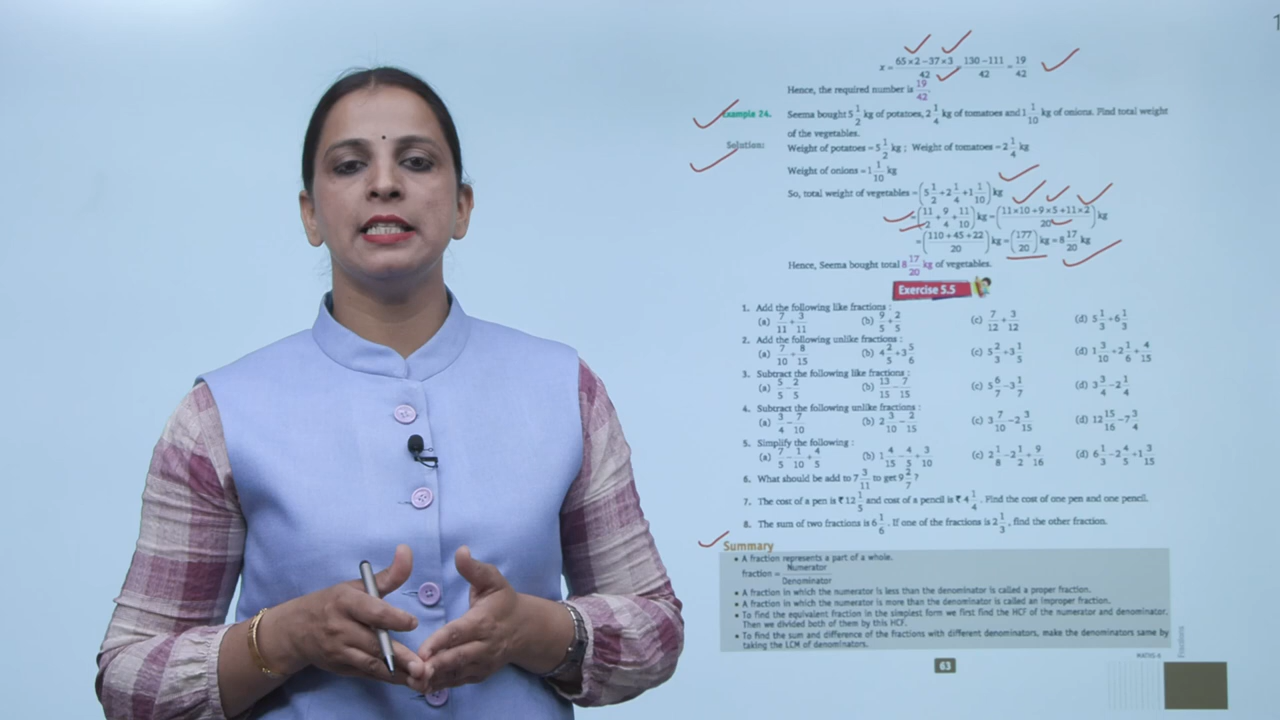 1
x = (65×2−37×3)/42 = (130−111)/42 = 19/42
Hence, the required number is 19/42.
Example 24. Seema bought 5 1/2 kg of potatoes, 2 1/4 kg of tomatoes and 1 1/10 kg of onions. Find total weight
of the vegetables.
Solution: Weight of potatoes = 5 1/2 kg ; Weight of tomatoes = 2 1/4 kg
Weight of onions = 1 1/10 kg
So, total weight of vegetables = (5 1/2 + 2 1/4 + 1 1/10) kg
= (11/2 + 9/4 + 11/10) kg = ((11×10+9×5+11×2)/20) kg
= ((110+45+22)/20) kg = (177/20) kg = 8 17/20 kg
Hence, Seema bought total 8 17/20 kg of vegetables.
Exercise 5.5
1. Add the following like fractions :
(a) 7/11 + 3/11 (b) 9/5 + 2/5 (c) 7/12 + 3/12 (d) 5 1/3 + 6 1/3
2. Add the following unlike fractions :
(a) 7/10 + 8/15 (b) 4 2/5 + 3 5/6 (c) 5 2/3 + 3 1/5 (d) 1 3/10 + 2 1/6 + 4/15
3. Subtract the following like fractions :
(a) 5/5 − 2/5 (b) 13/15 − 7/15 (c) 5 6/7 − 3 1/7 (d) 3 3/4 − 2 1/4
4. Subtract the following unlike fractions :
(a) 3/4 − 7/10 (b) 2 3/10 − 2/15 (c) 3 7/10 − 2 3/15 (d) 12 15/16 − 7 3/4
5. Simplify the following :
(a) 7/5 − 1/10 + 4/5 (b) 1 4/15 − 4/5 + 3/10 (c) 2 1/8 − 2 1/2 + 9/16 (d) 6 1/3 − 2 4/5 + 1 3/15
6. What should be add to 7 3/11 to get 9 2/7?
7. The cost of a pen is ₹ 12 1/5 and cost of a pencil is ₹ 4 1/4 . Find the cost of one pen and one pencil.
8. The sum of two fractions is 6 1/6 . If one of the fractions is 2 1/3, find the other fraction.
Summary
• A fraction represents a part of a whole.
fraction = Numerator/Denominator
• A fraction in which the numerator is less than the denominator is called a proper fraction.
• A fraction in which the numerator is more than the denominator is called an improper fraction.
• To find the equivalent fraction in the simplest form we first find the HCF of the numerator and denominator.
Then we divided both of them by this HCF.
• To find the sum and difference of the fractions with different denominators, make the denominators same by
taking the LCM of denominators.
63
MATHS-6
Fractions